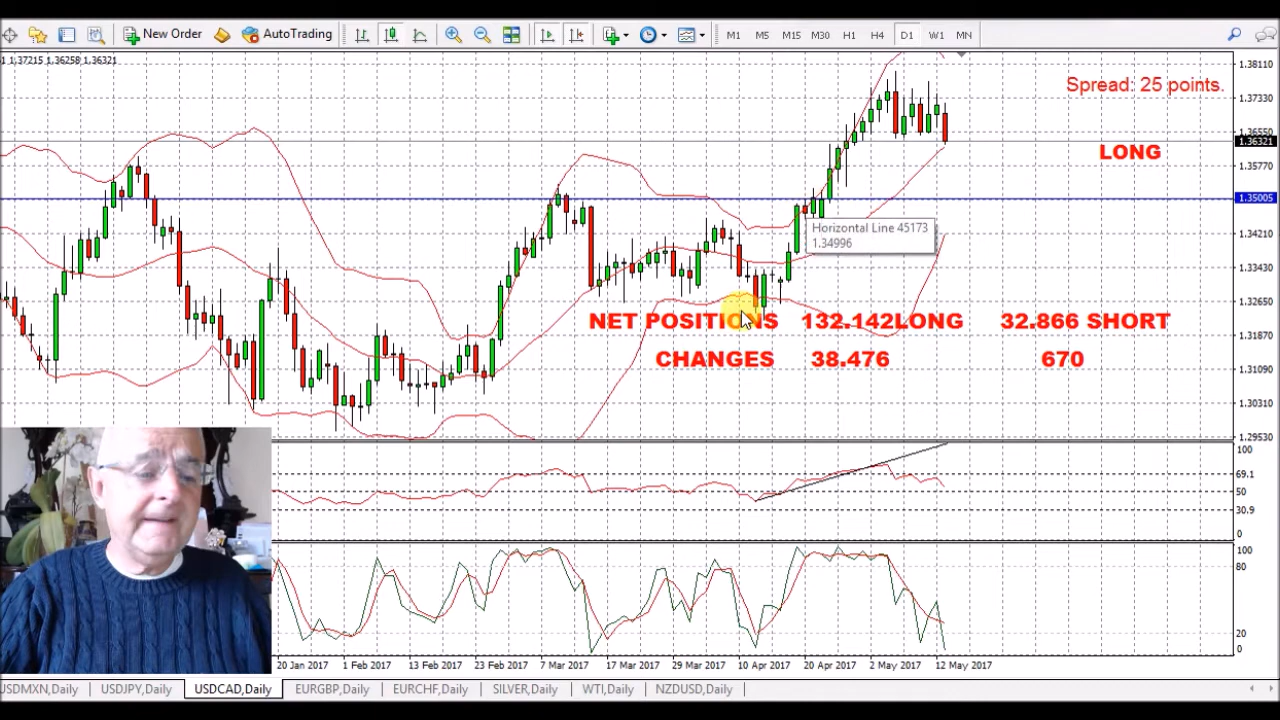 New Order
AutoTrading
M1 M5 M15 M30 H1 H4 D1 W1 MN
1 1.37215 1.36258 1.36321
Spread: 25 points.
LONG
Horizontal Line 45173
1.34996
NET POSITIONS 132.142LONG 32.866 SHORT
CHANGES 38.476 670
1.38110
1.37330
1.36550
1.36321
1.35770
1.35005
1.34210
1.33430
1.32650
1.31870
1.31090
1.30310
1.29530
100
69.1
50
30.9
0
100
80
20
0
20 Jan 2017 1 Feb 2017 13 Feb 2017 23 Feb 2017 7 Mar 2017 17 Mar 2017 29 Mar 2017 10 Apr 2017 20 Apr 2017 2 May 2017 12 May 2017
USDMXN,Daily USDJPY,Daily USDCAD,Daily EURGBP,Daily EURCHF,Daily SILVER,Daily WTI,Daily NZDUSD,Daily